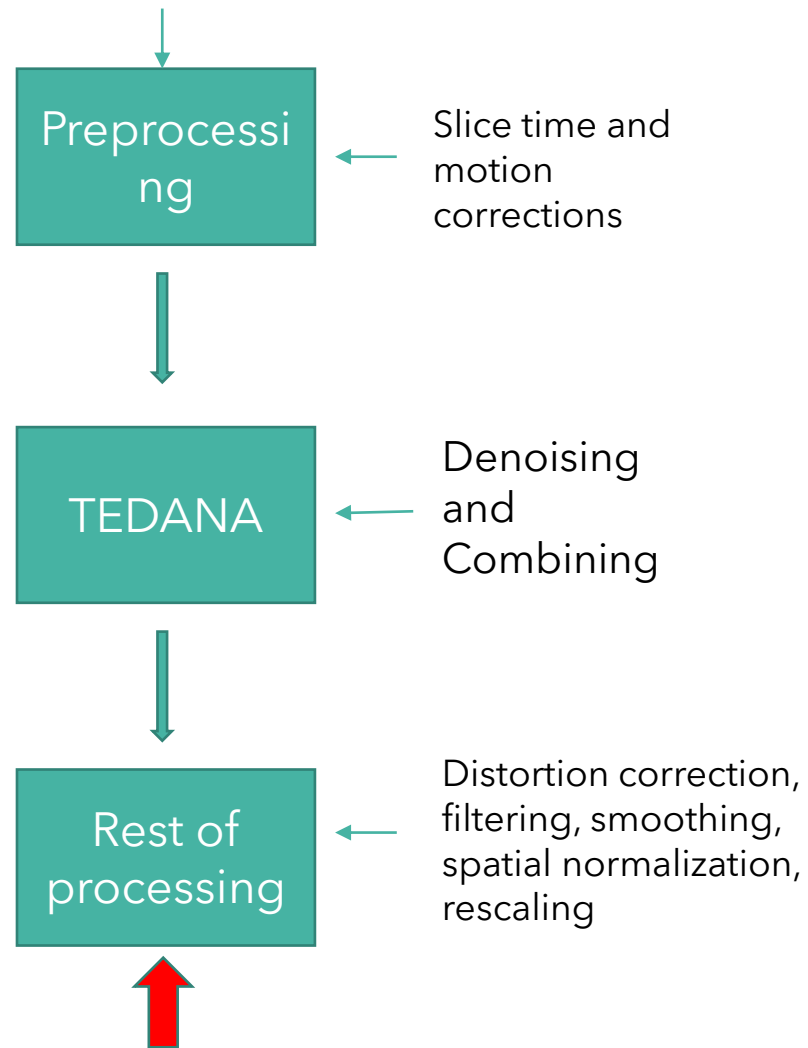 Preprocessi
ng
Slice time and
motion
corrections
TEDANA
Denoising
and
Combining
Rest of
processing
Distortion correction,
filtering, smoothing,
spatial normalization,
rescaling